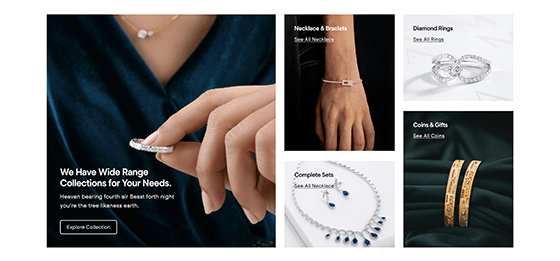 We Have Wide Range
Collections for Your Needs.
Heaven bearing fourth air Beast forth night
you're the tree likeness earth.
Explore Collection
Necklace & Braclets
See All Necklace
Complete Sets
See All Necklace
Diamond Rings
See All Rings
Coins & Gifts
See All Coins